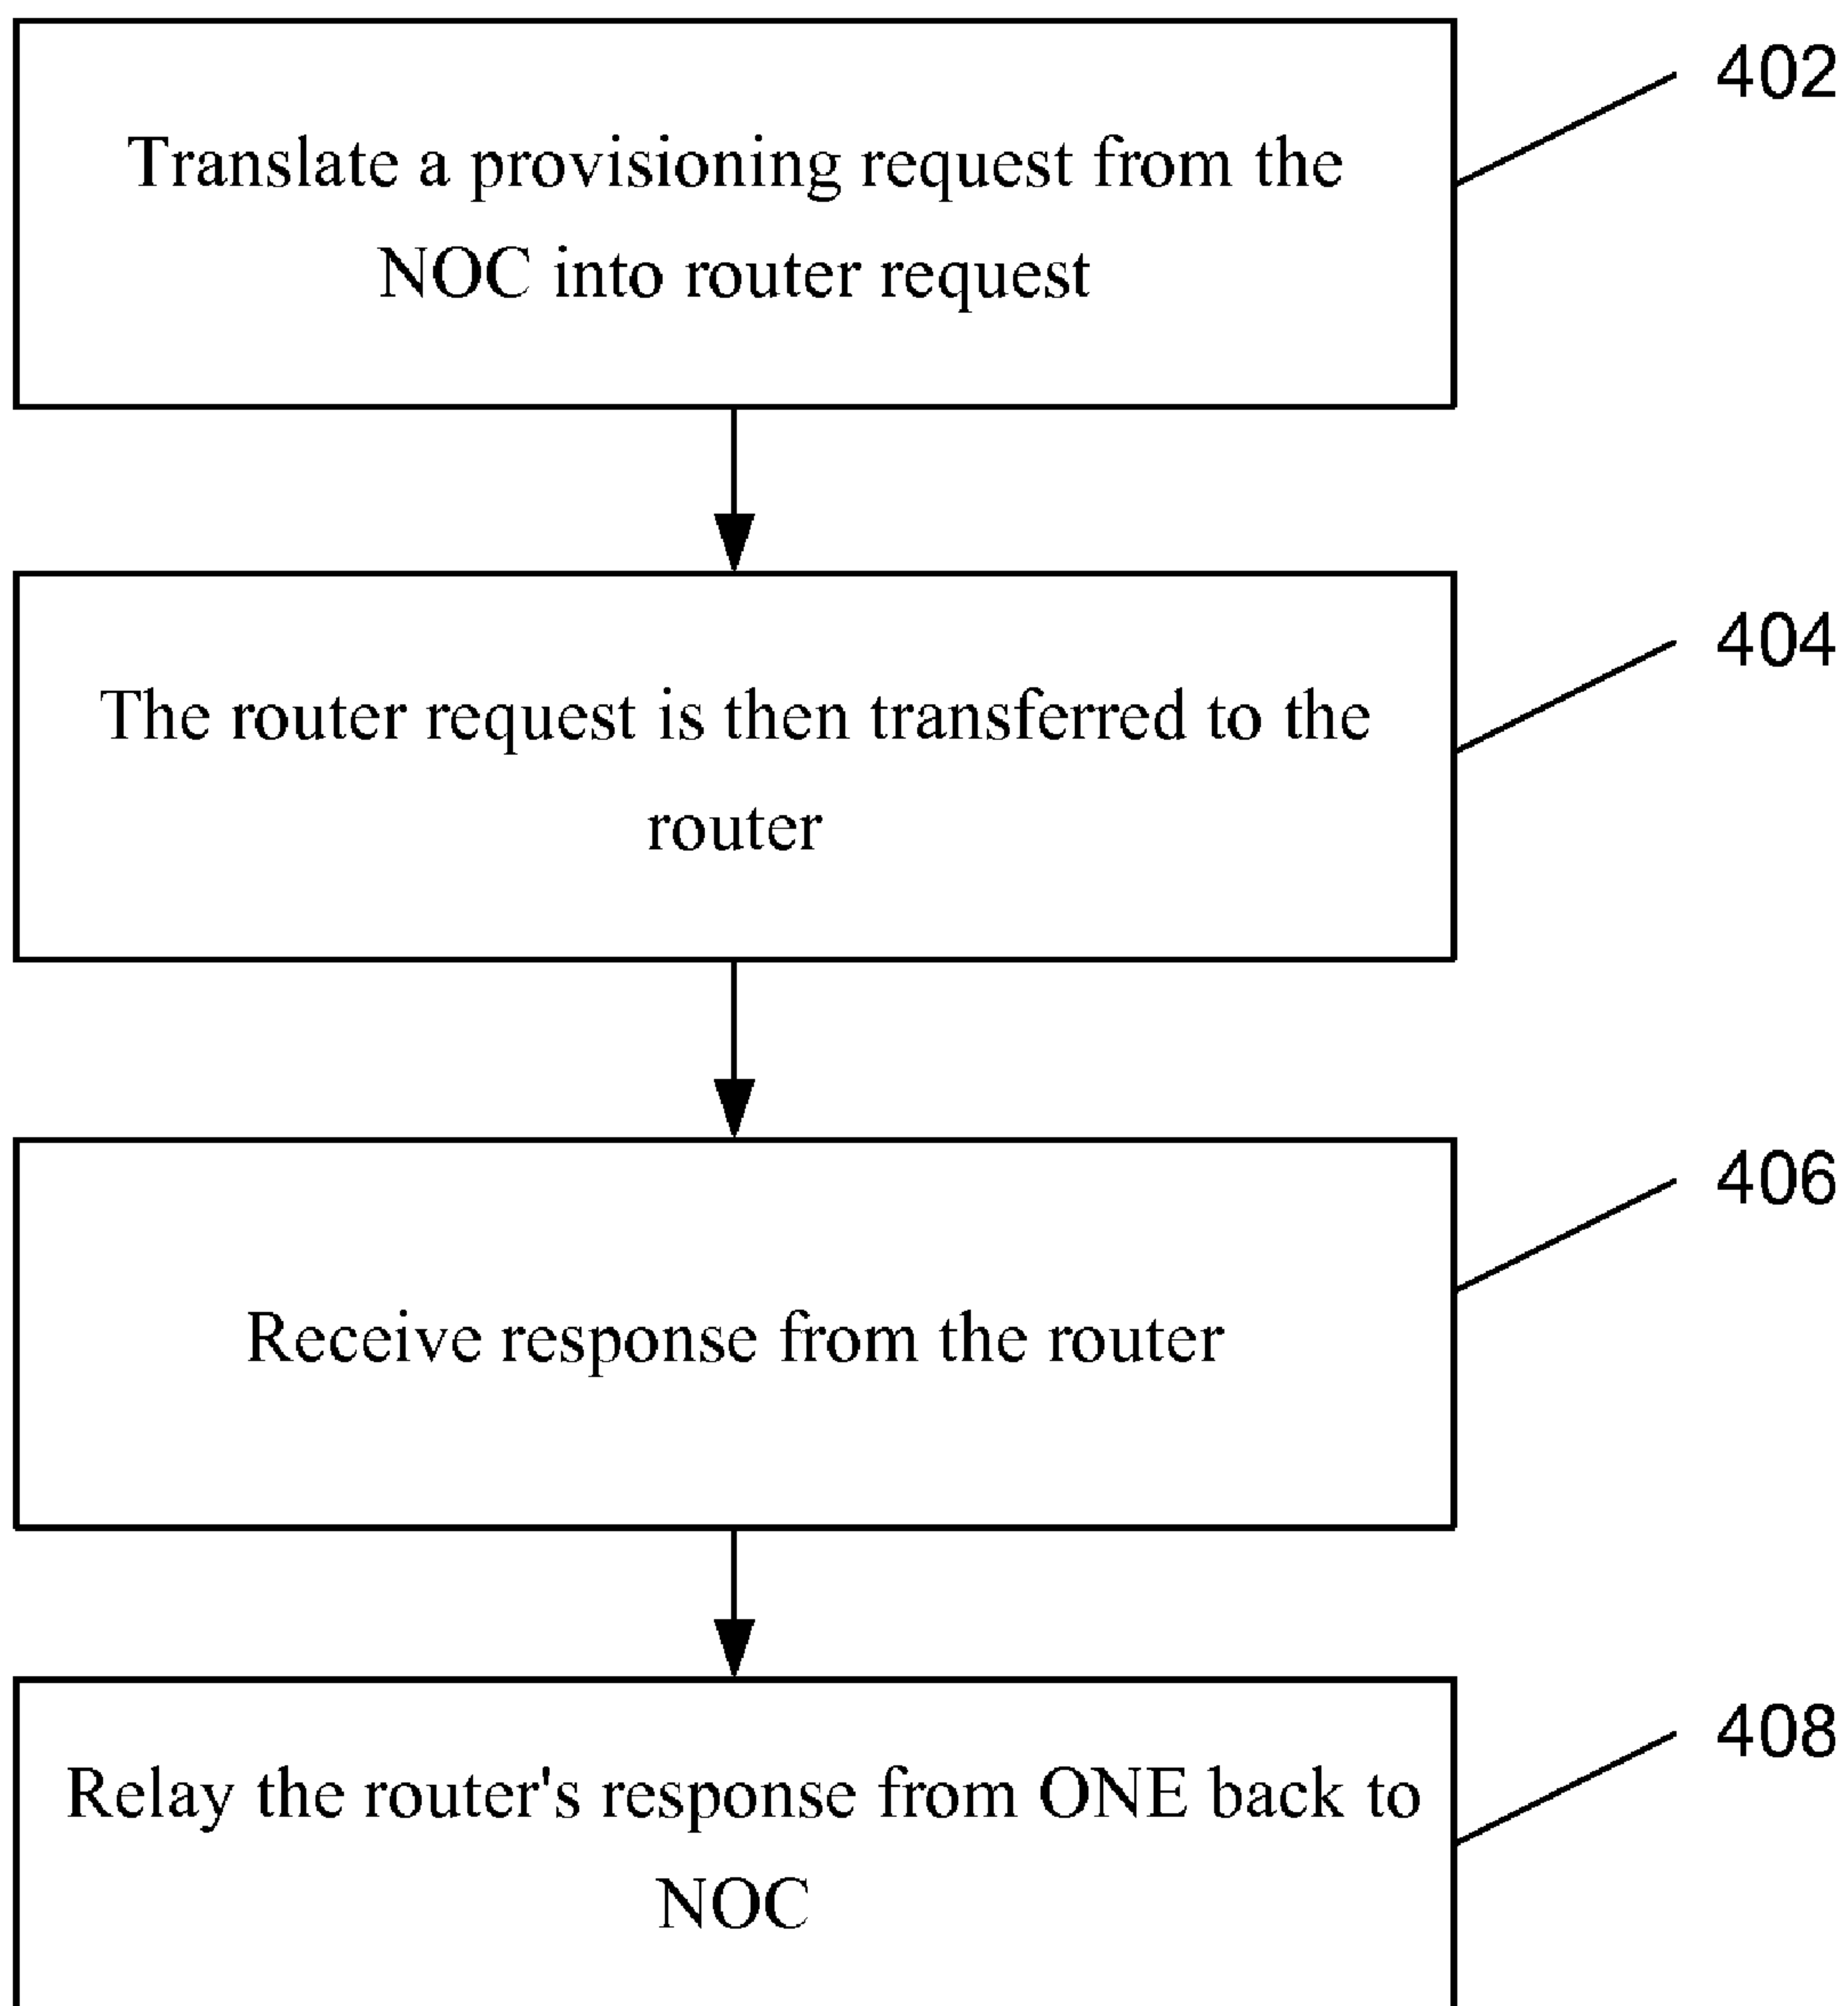 Translate a provisioning request from the
NOC into router request
402
The router request is then transferred to the
router
404
Receive response from the router
406
Relay the router's response from ONE back to
NOC
408